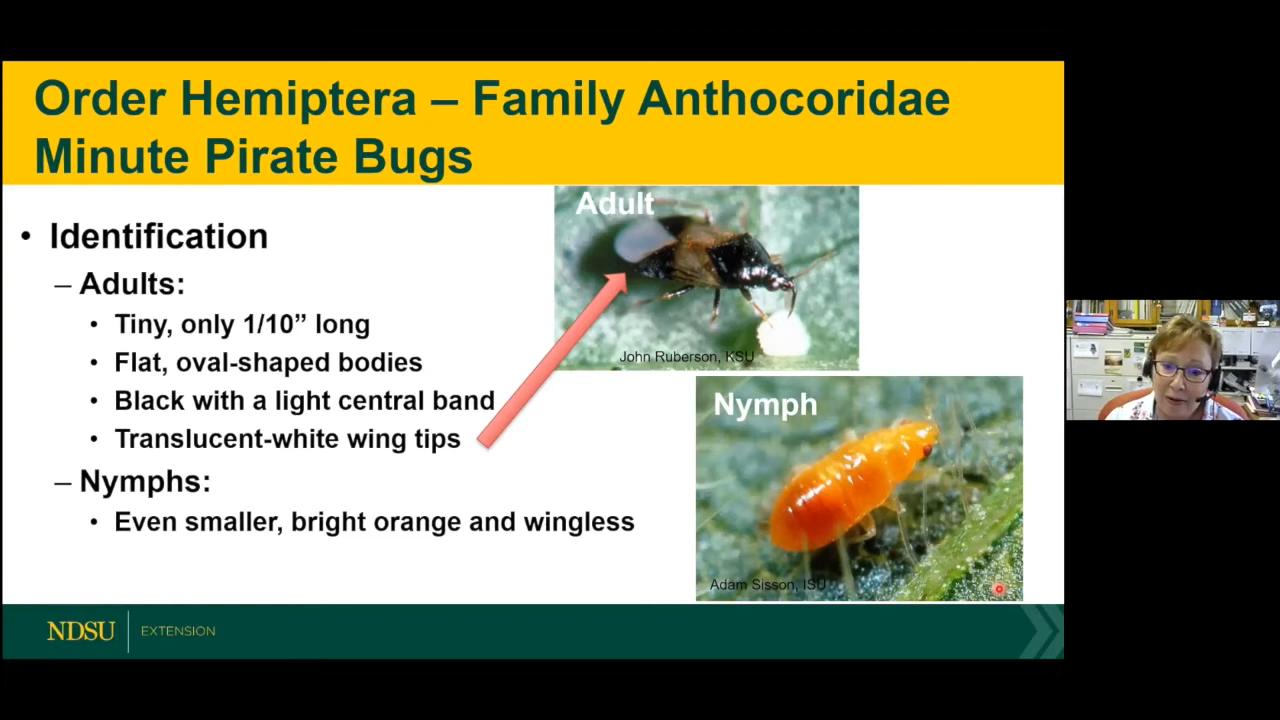 Order Hemiptera – Family Anthocoridae
Minute Pirate Bugs
• Identification
– Adults:
• Tiny, only 1/10” long
• Flat, oval-shaped bodies
• Black with a light central band
• Translucent-white wing tips
– Nymphs:
• Even smaller, bright orange and wingless
Adult
John Ruberson, KSU
Nymph
Adam Sisson, ISU
NDSU EXTENSION